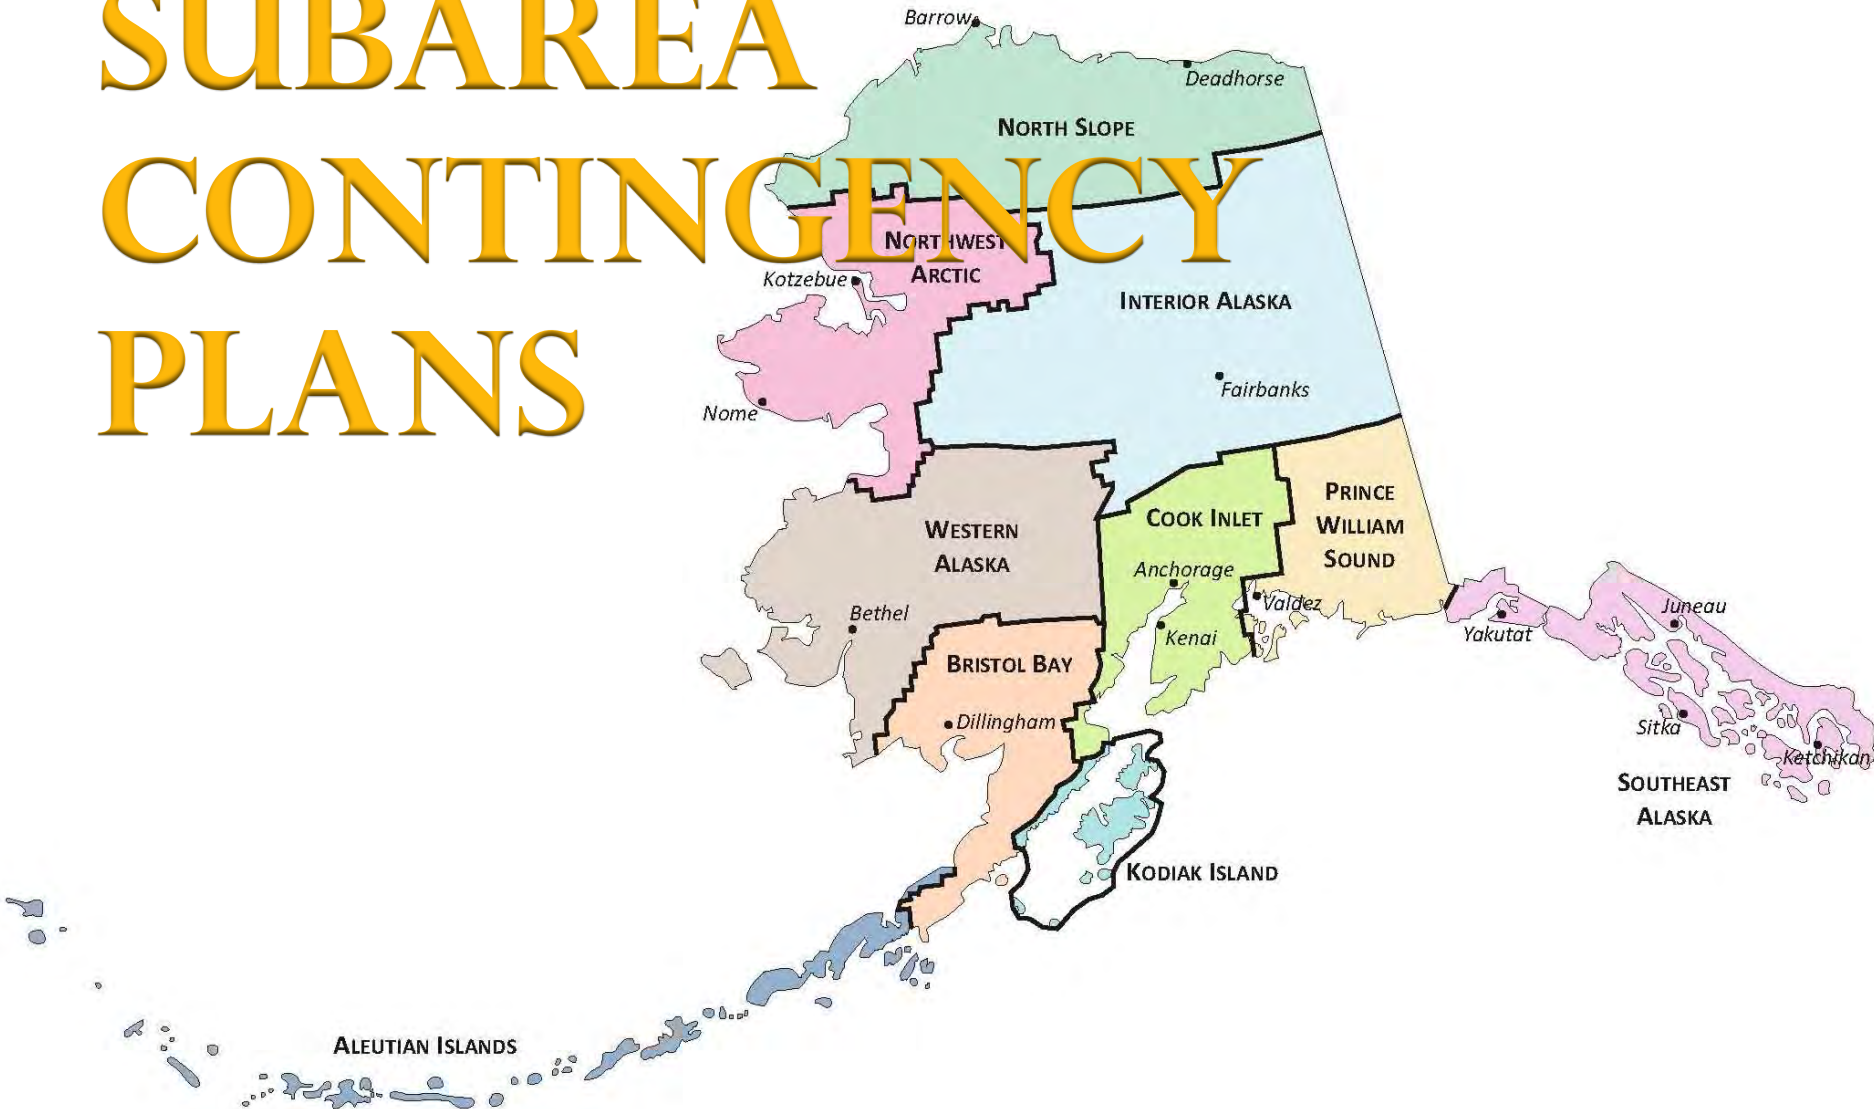 SUBAREA
CONTINGENCY
PLANS
Barrow
Deadhorse
NORTH SLOPE
NORTHWEST
ARCTIC
Kotzebue
INTERIOR ALASKA
Fairbanks
Nome
PRINCE
WILLIAM
SOUND
COOK INLET
WESTERN
ALASKA
Anchorage
Valdez
Kenai
Bethel
Juneau
Yakutat
BRISTOL BAY
Dillingham
Sitka
Ketchikan
SOUTHEAST
ALASKA
KODIAK ISLAND
ALEUTIAN ISLANDS